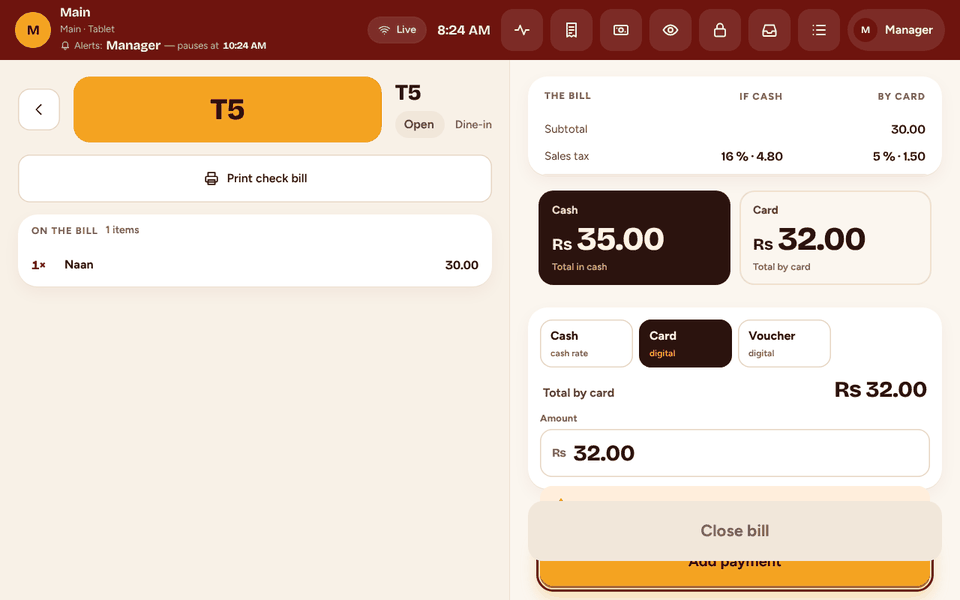 M
Main
Main · Tablet
Alerts: Manager — pauses at 10:24 AM
Live
8:24 AM
M Manager
T5
T5
Open Dine-in
Print check bill
ON THE BILL 1 items
1× Naan 30.00
THE BILL IF CASH BY CARD
Subtotal 30.00
Sales tax 16 % · 4.80 5 % · 1.50
Cash
Rs 35.00
Total in cash
Card
Rs 32.00
Total by card
Cash
cash rate
Card
digital
Voucher
digital
Total by card Rs 32.00
Amount
Rs 32.00
Close bill
Add payment